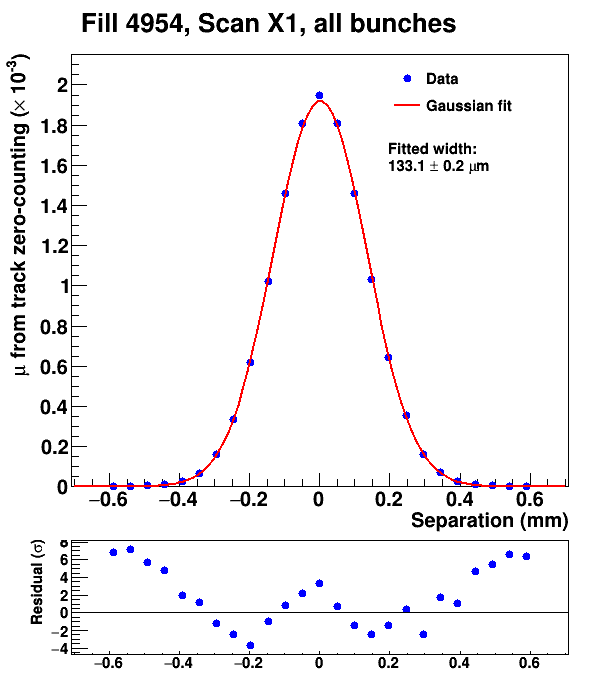 Fill 4954, Scan X1, all bunches
μ from track zero-counting (× 10⁻³)
2
1.8
1.6
1.4
1.2
1
0.8
0.6
0.4
0.2
0
Data
Gaussian fit
Fitted width:
133.1 ± 0.2 μm
−0.6 −0.4 −0.2 0 0.2 0.4 0.6
Separation (mm)
Residual (σ)
8
6
4
2
0
−2
−4
−0.6 −0.4 −0.2 0 0.2 0.4 0.6